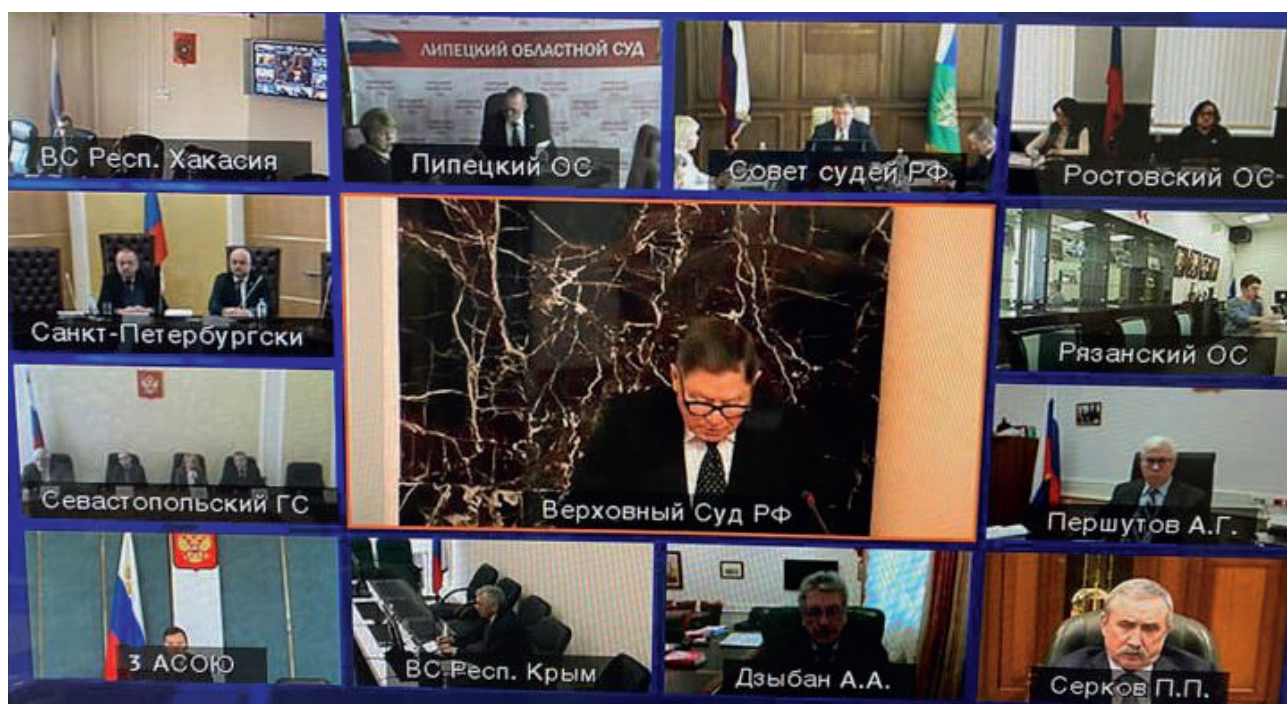 ЛИПЕЦКИЙ ОБЛАСТНОЙ СУД
ВС Респ. Хакасия
Липецкий ОС
Совет судей РФ
Ростовский ОС
Санкт-Петербургски
Верховный Суд РФ
Рязанский ОС
Севастопольский ГС
Першутов А.Г.
3 АСОЮ
ВС Респ. Крым
Дзыбан А.А.
Серков П.П.